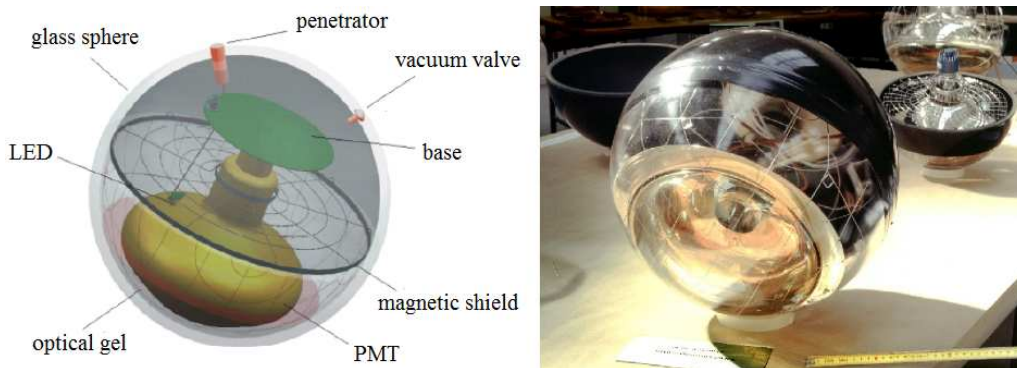 penetrator
glass sphere
vacuum valve
LED
base
magnetic shield
optical gel
PMT